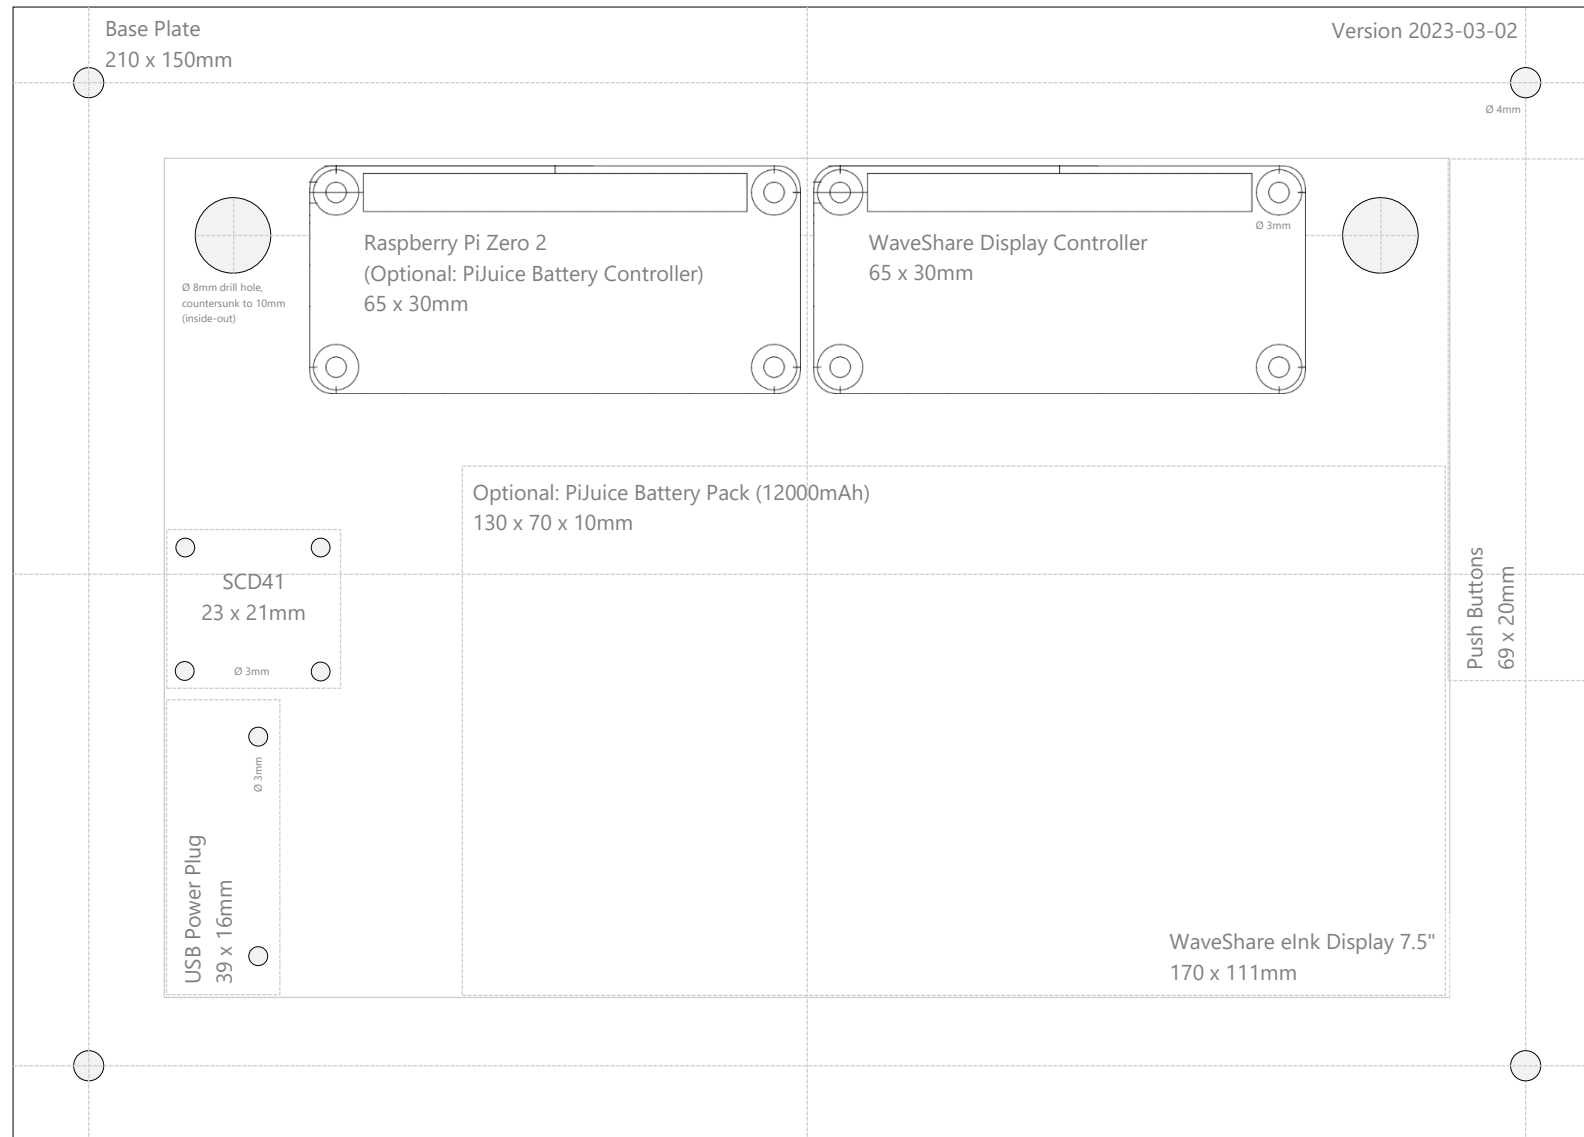 Base Plate
210 x 150mm
Version 2023-03-02
Ø 4mm
Raspberry Pi Zero 2
(Optional: PiJuice Battery Controller)
65 x 30mm
WaveShare Display Controller
65 x 30mm
Ø 3mm
Ø 8mm drill hole,
countersunk to 10mm
(inside-out)
Optional: PiJuice Battery Pack (12000mAh)
130 x 70 x 10mm
SCD41
23 x 21mm
Ø 3mm
Push Buttons
69 x 20mm
Ø 3mm
USB Power Plug
39 x 16mm
WaveShare eInk Display 7.5"
170 x 111mm